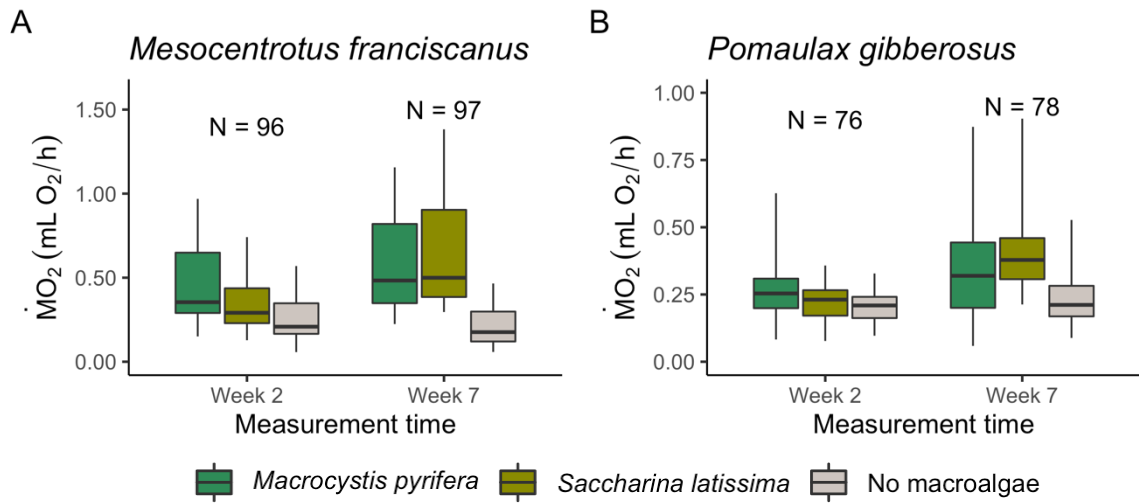 A
Mesocentrotus franciscanus
ṀO₂ (mL O₂/h)
1.50
1.00
0.50
0.00
N = 96
N = 97
Week 2
Week 7
Measurement time
B
Pomaulax gibberosus
ṀO₂ (mL O₂/h)
1.00
0.75
0.50
0.25
0.00
N = 76
N = 78
Week 2
Week 7
Measurement time
Macrocystis pyrifera
Saccharina latissima
No macroalgae